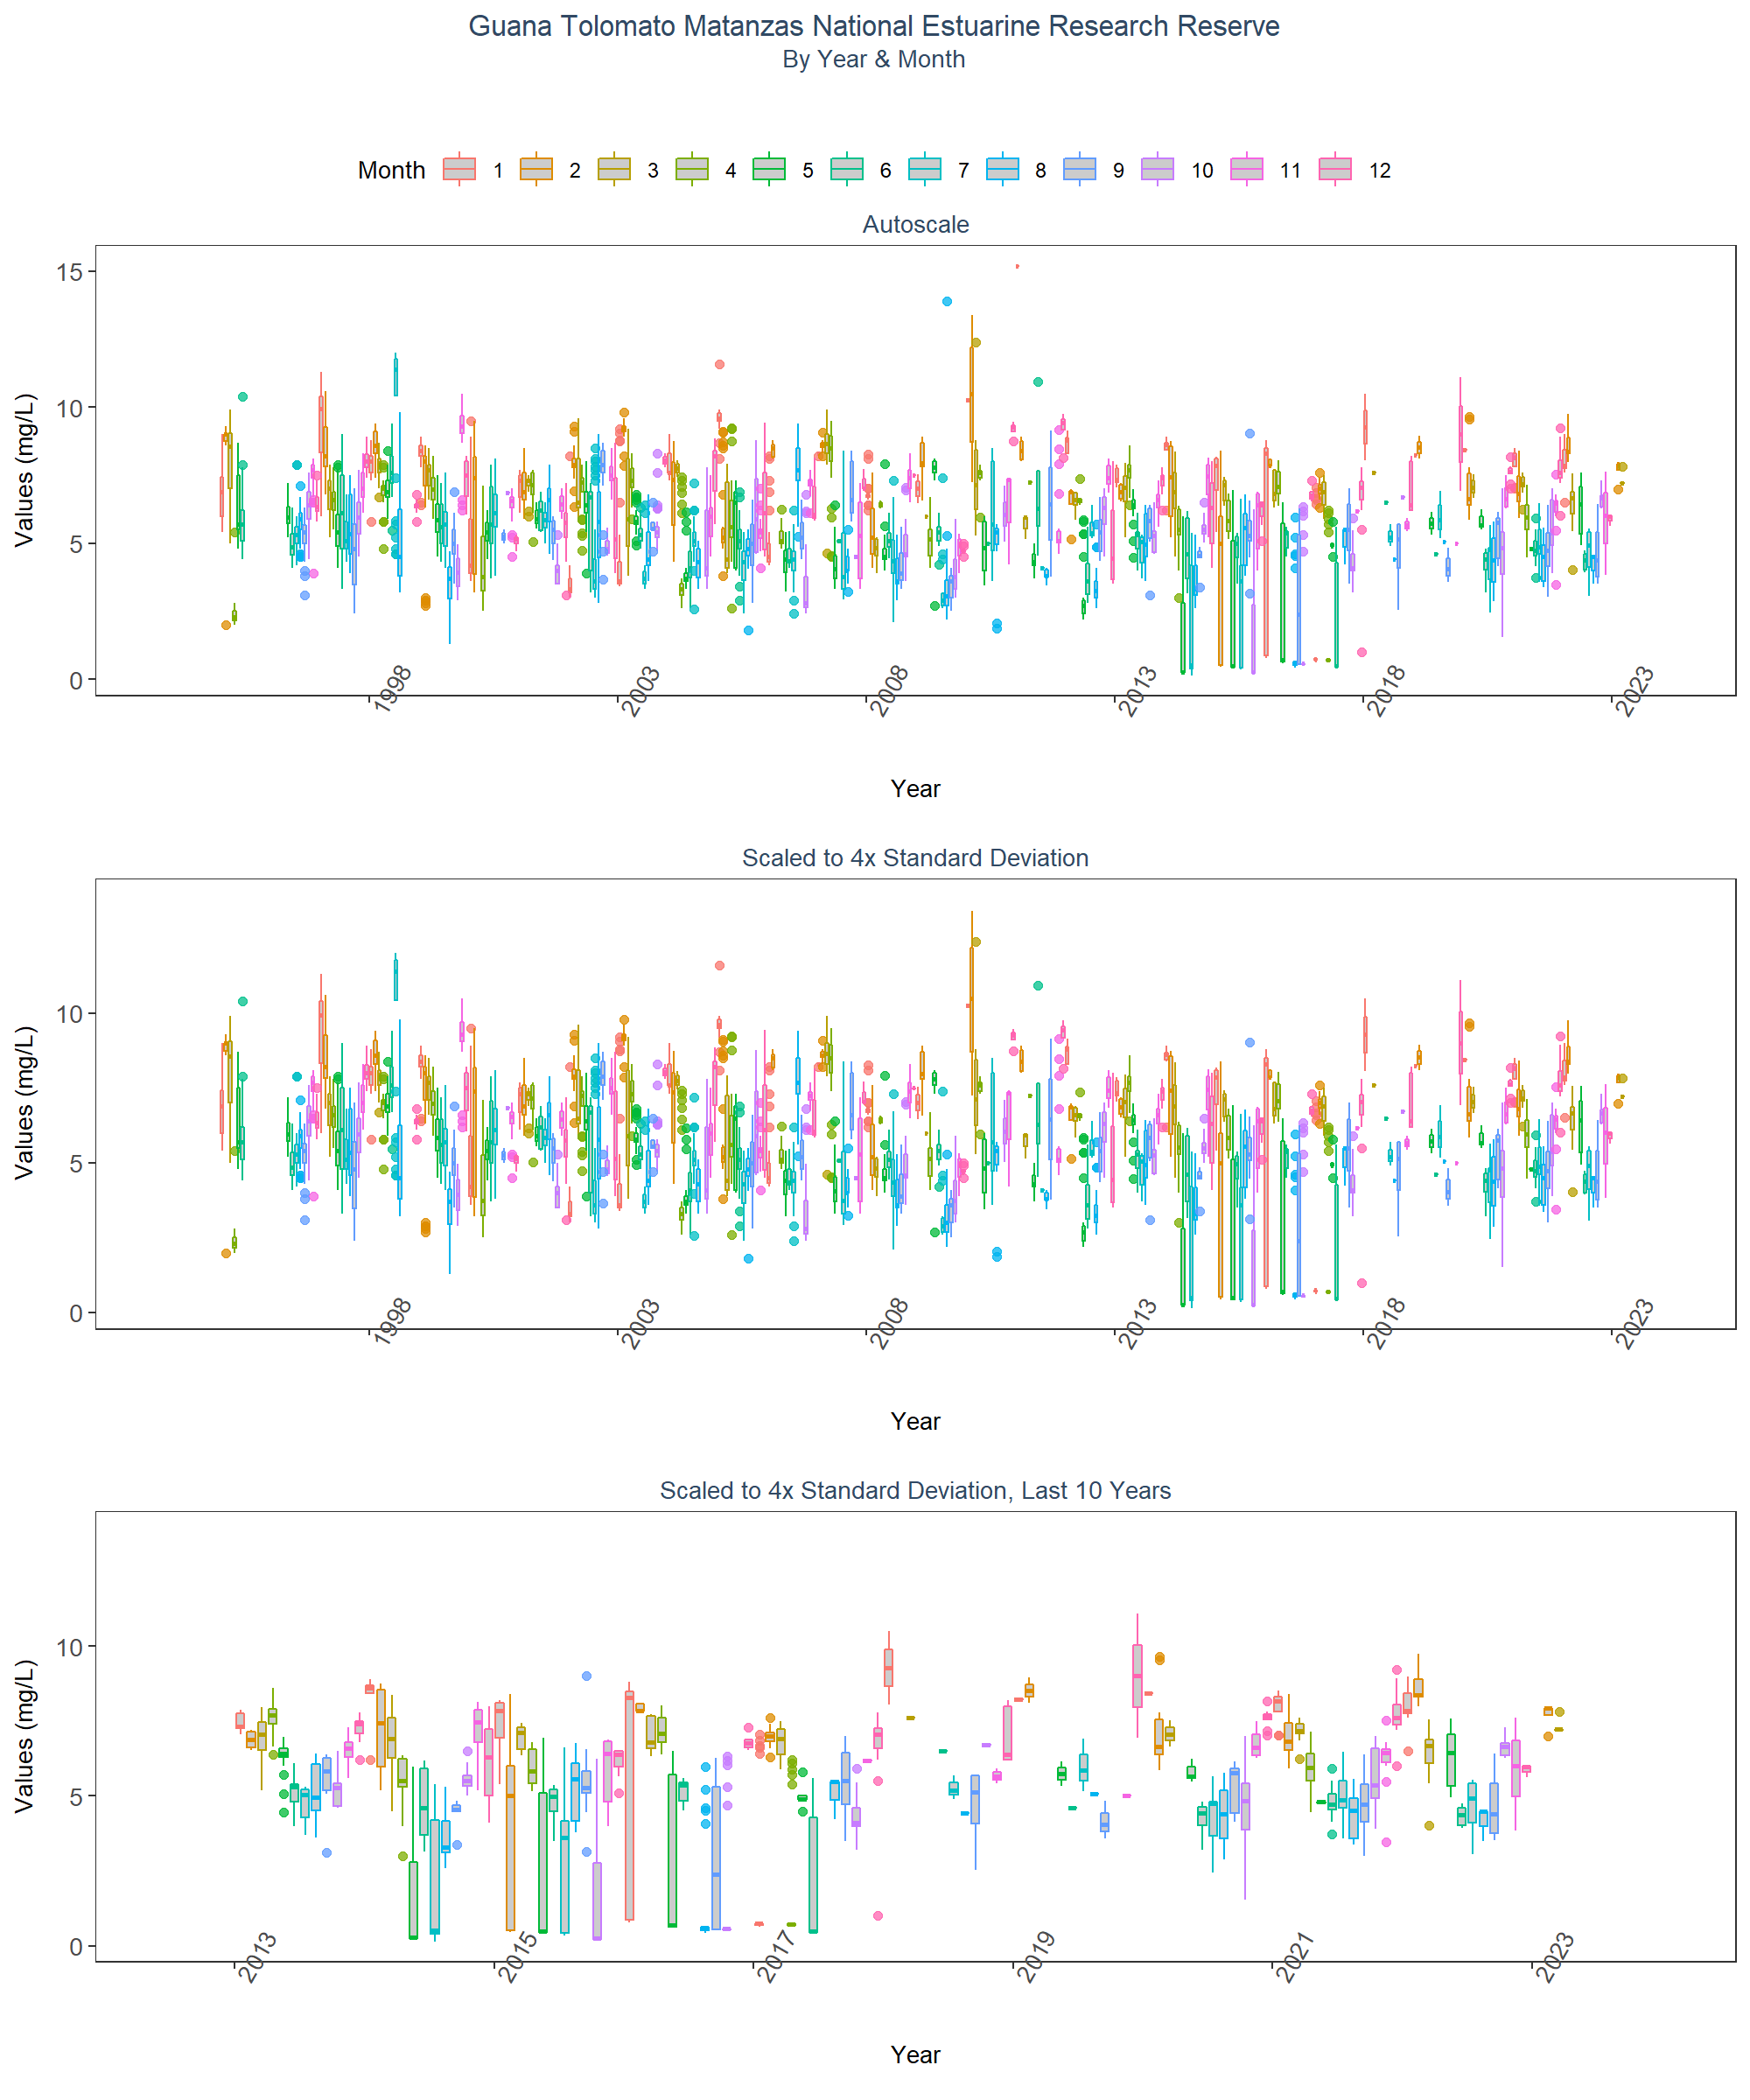 Guana Tolomato Matanzas National Estuarine Research Reserve
By Year & Month
Month 1 2 3 4 5 6 7 8 9 10 11 12
Autoscale
Values (mg/L)
15
10
5
0
1998 2003 2008 2013 2018 2023
Year
Scaled to 4x Standard Deviation
Values (mg/L)
10
5
0
1998 2003 2008 2013 2018 2023
Year
Scaled to 4x Standard Deviation, Last 10 Years
Values (mg/L)
10
5
0
2013 2015 2017 2019 2021 2023
Year